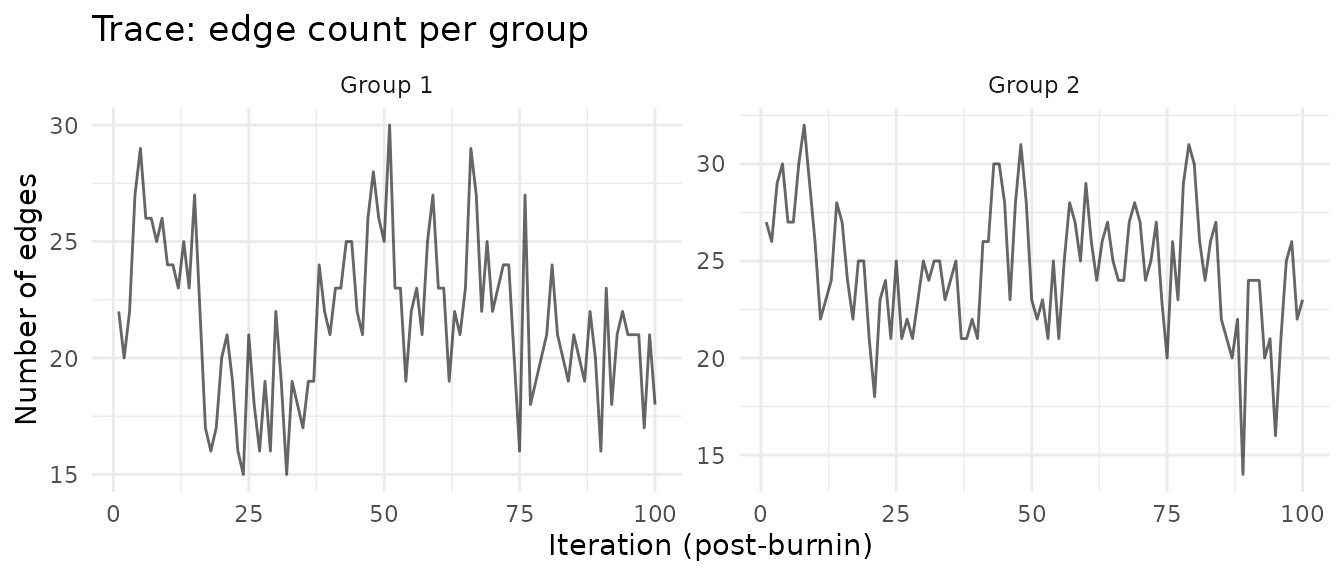 Trace: edge count per group
Group 1
Group 2
Number of edges
30
25
20
15
30
25
20
15
0 25 50 75 100
0 25 50 75 100
Iteration (post-burnin)